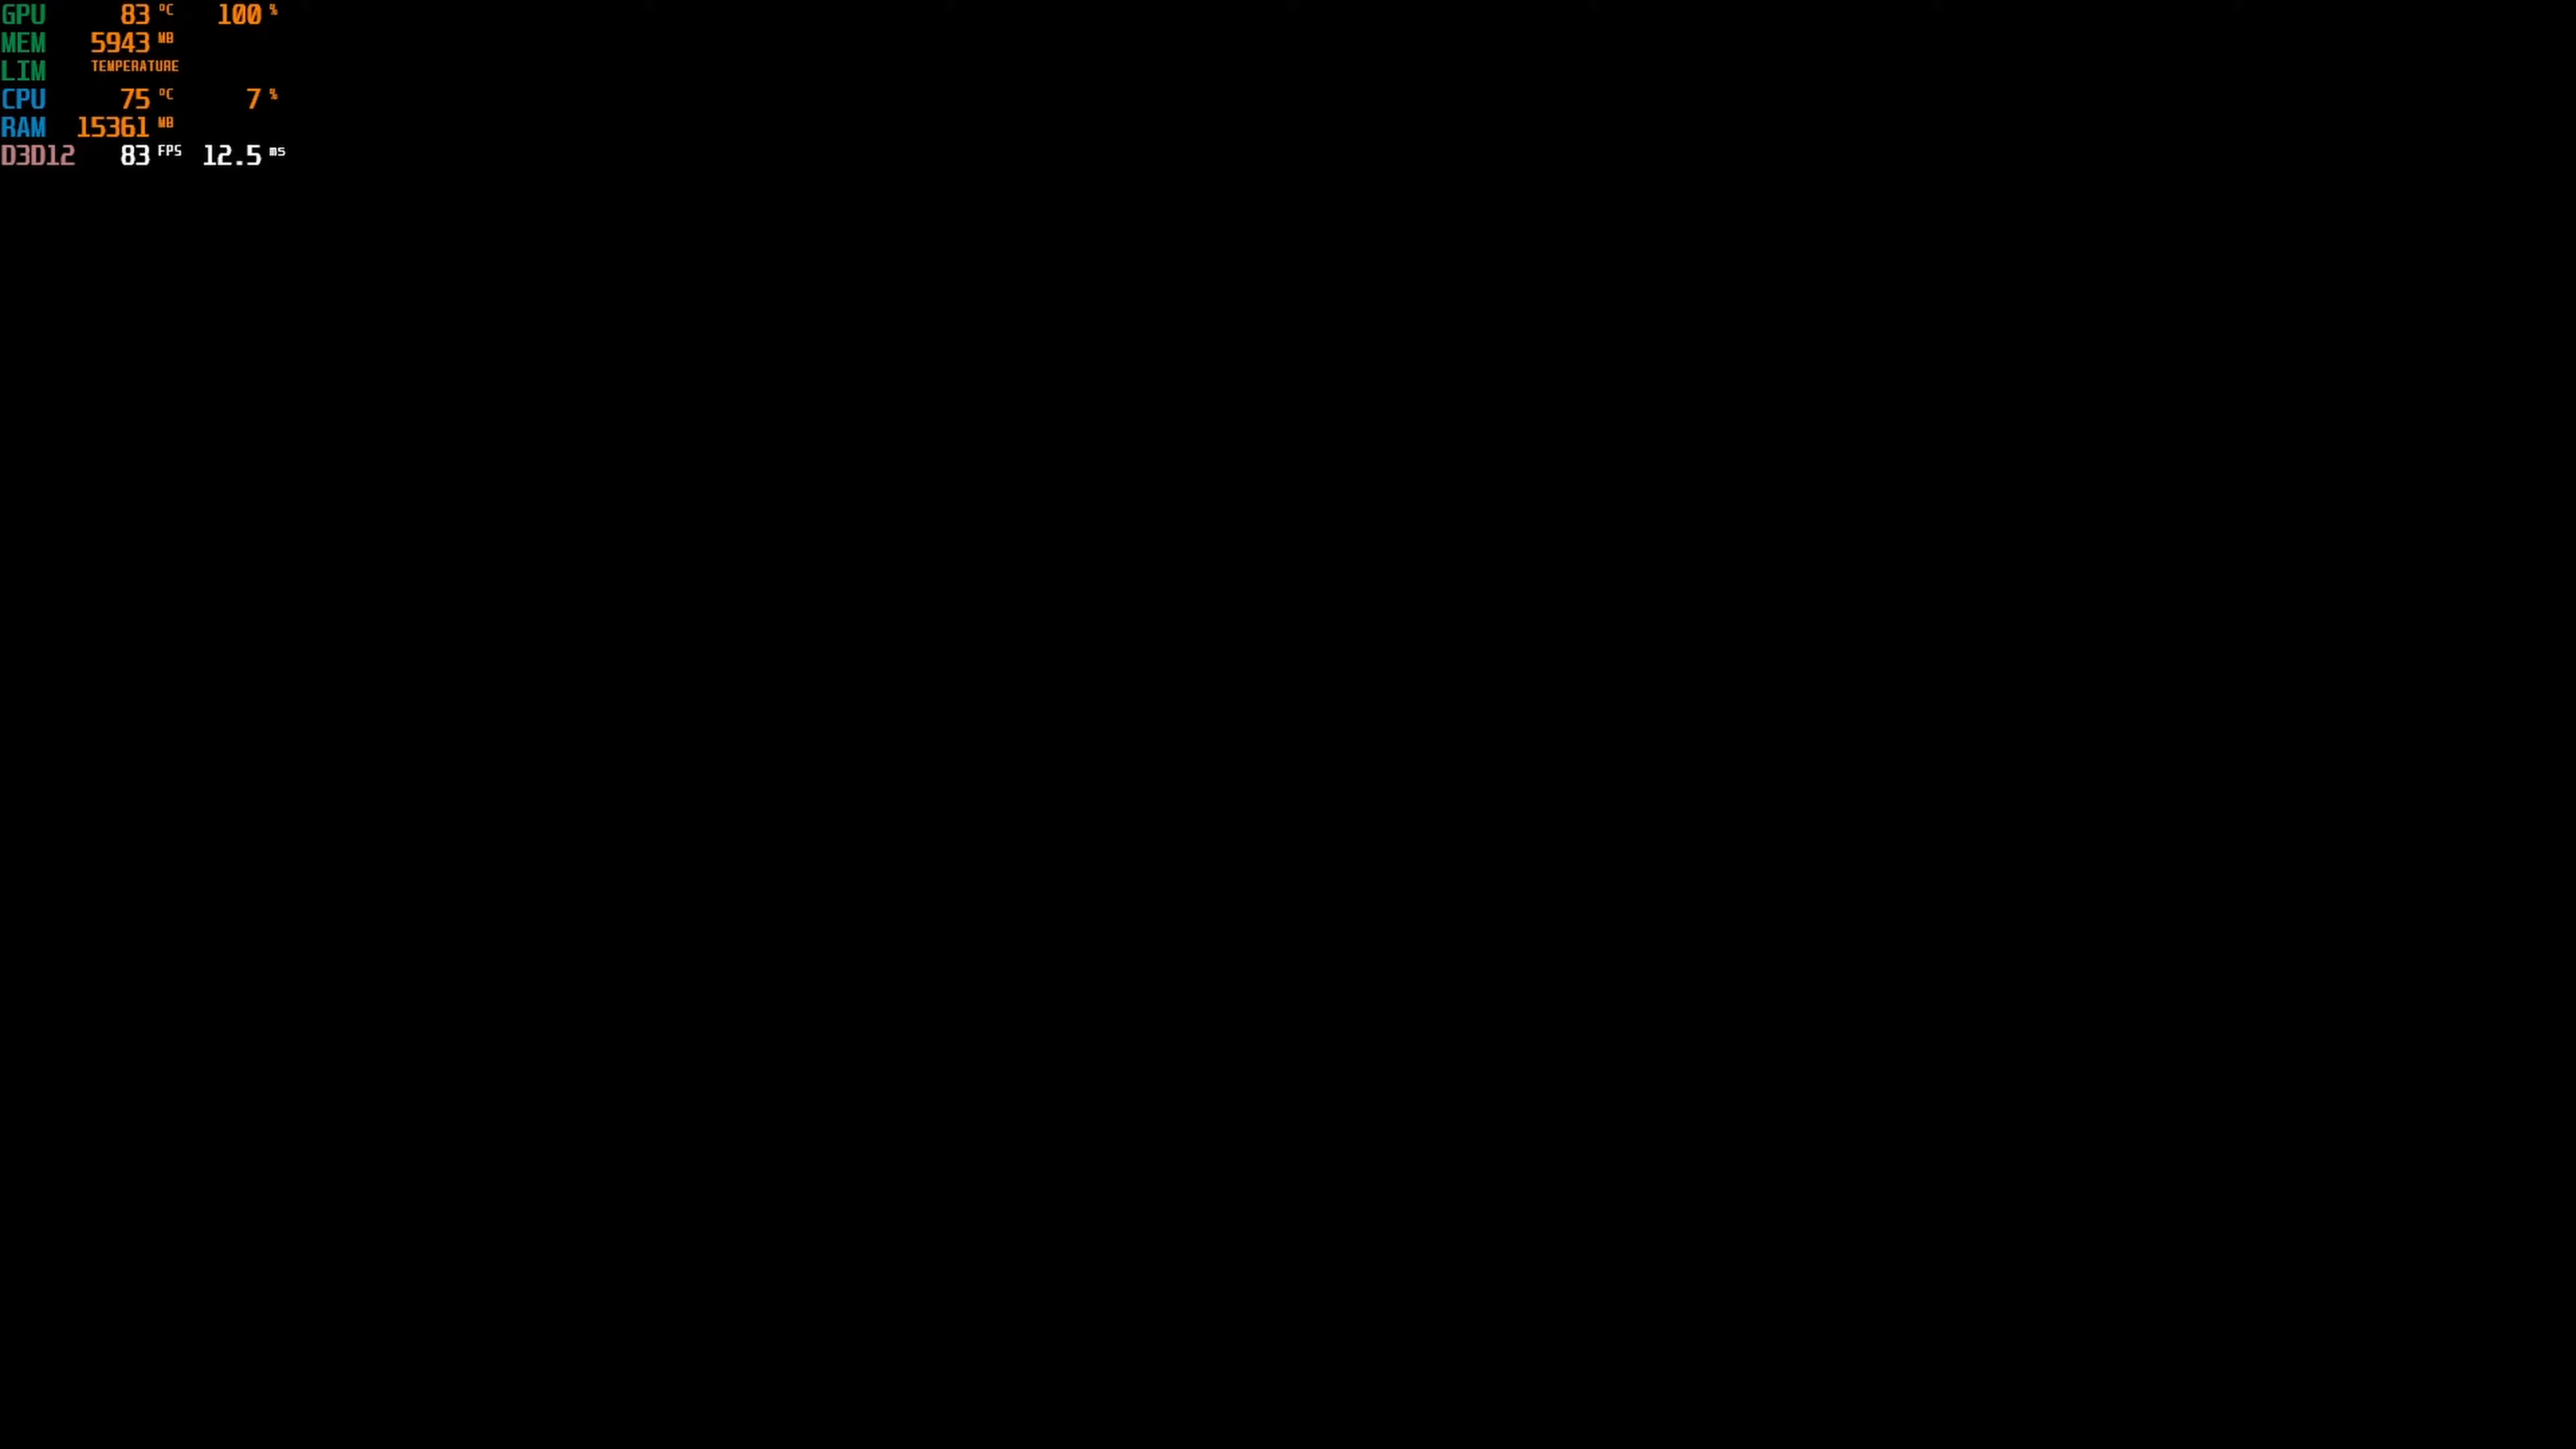 GPU 83 °C 100 %
MEM 5943 MB
LIM TEMPERATURE
CPU 75 °C 7 %
RAM 15361 MB
D3D12 83 FPS 12.5 ms